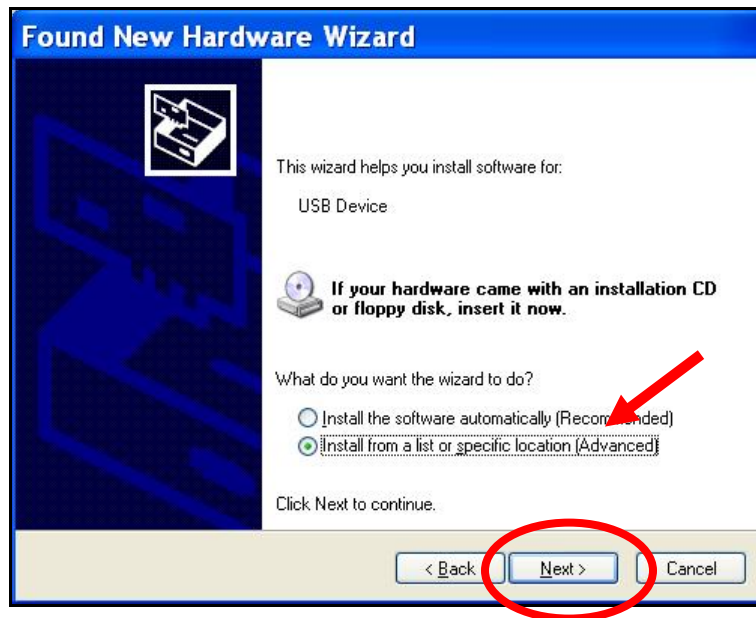 Found New Hardware Wizard
This wizard helps you install software for:
USB Device
If your hardware came with an installation CD
or floppy disk, insert it now.
What do you want the wizard to do?
Install the software automatically (Recommended)
Install from a list or specific location (Advanced)
Click Next to continue.
< Back Next > Cancel